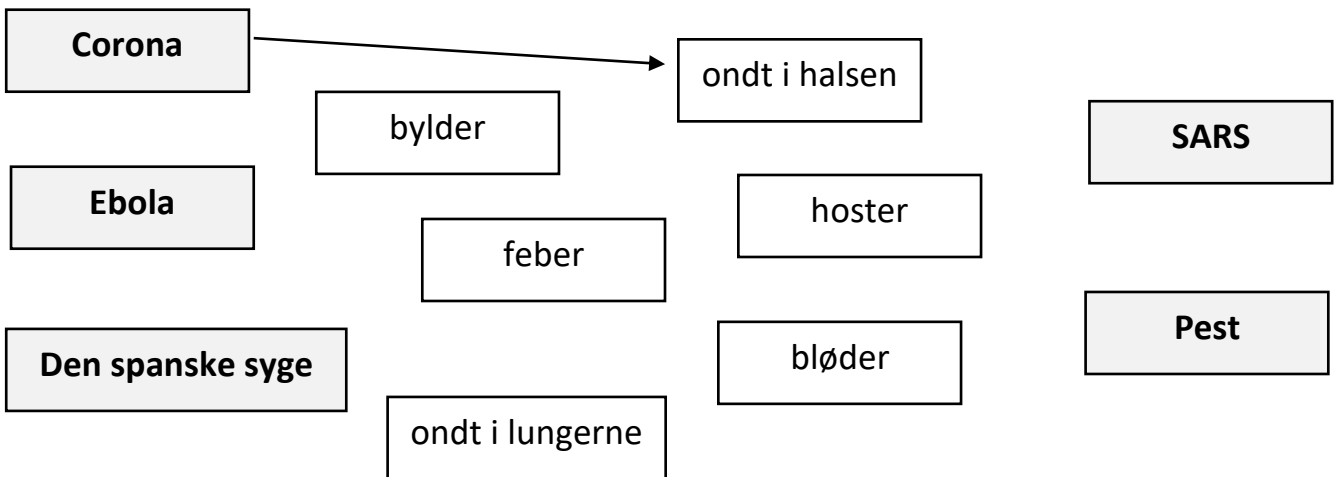 Corona
ondt i halsen
bylder
SARS
Ebola
hoster
feber
Pest
Den spanske syge
bløder
ondt i lungerne